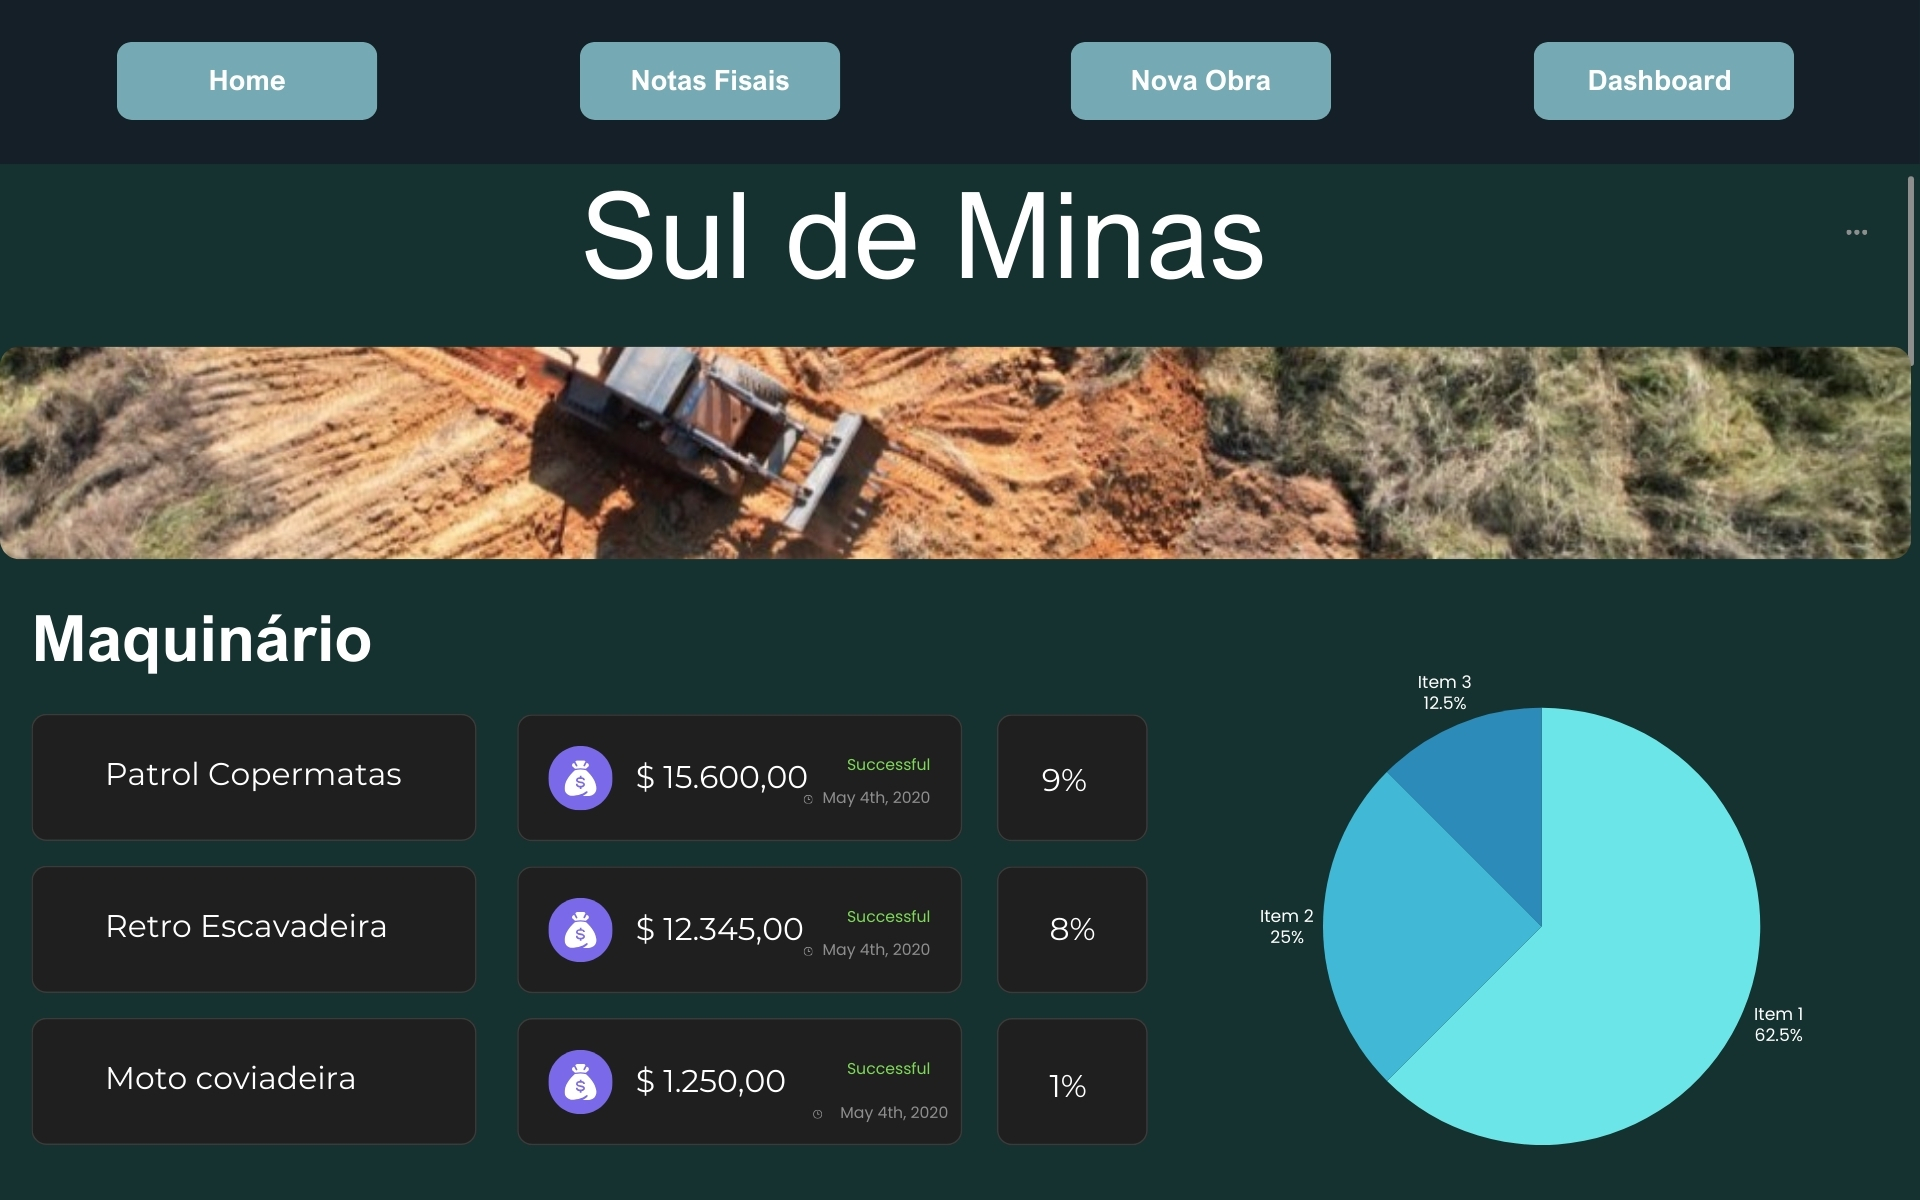 Home
Notas Fisais
Nova Obra
Dashboard
Sul de Minas
Maquinário
Patrol Copermatas
$ 15.600,00
Successful
May 4th, 2020
9%
Retro Escavadeira
$ 12.345,00
Successful
May 4th, 2020
8%
Moto coviadeira
$ 1.250,00
Successful
May 4th, 2020
1%
Item 3
12.5%
Item 2
25%
Item 1
62.5%